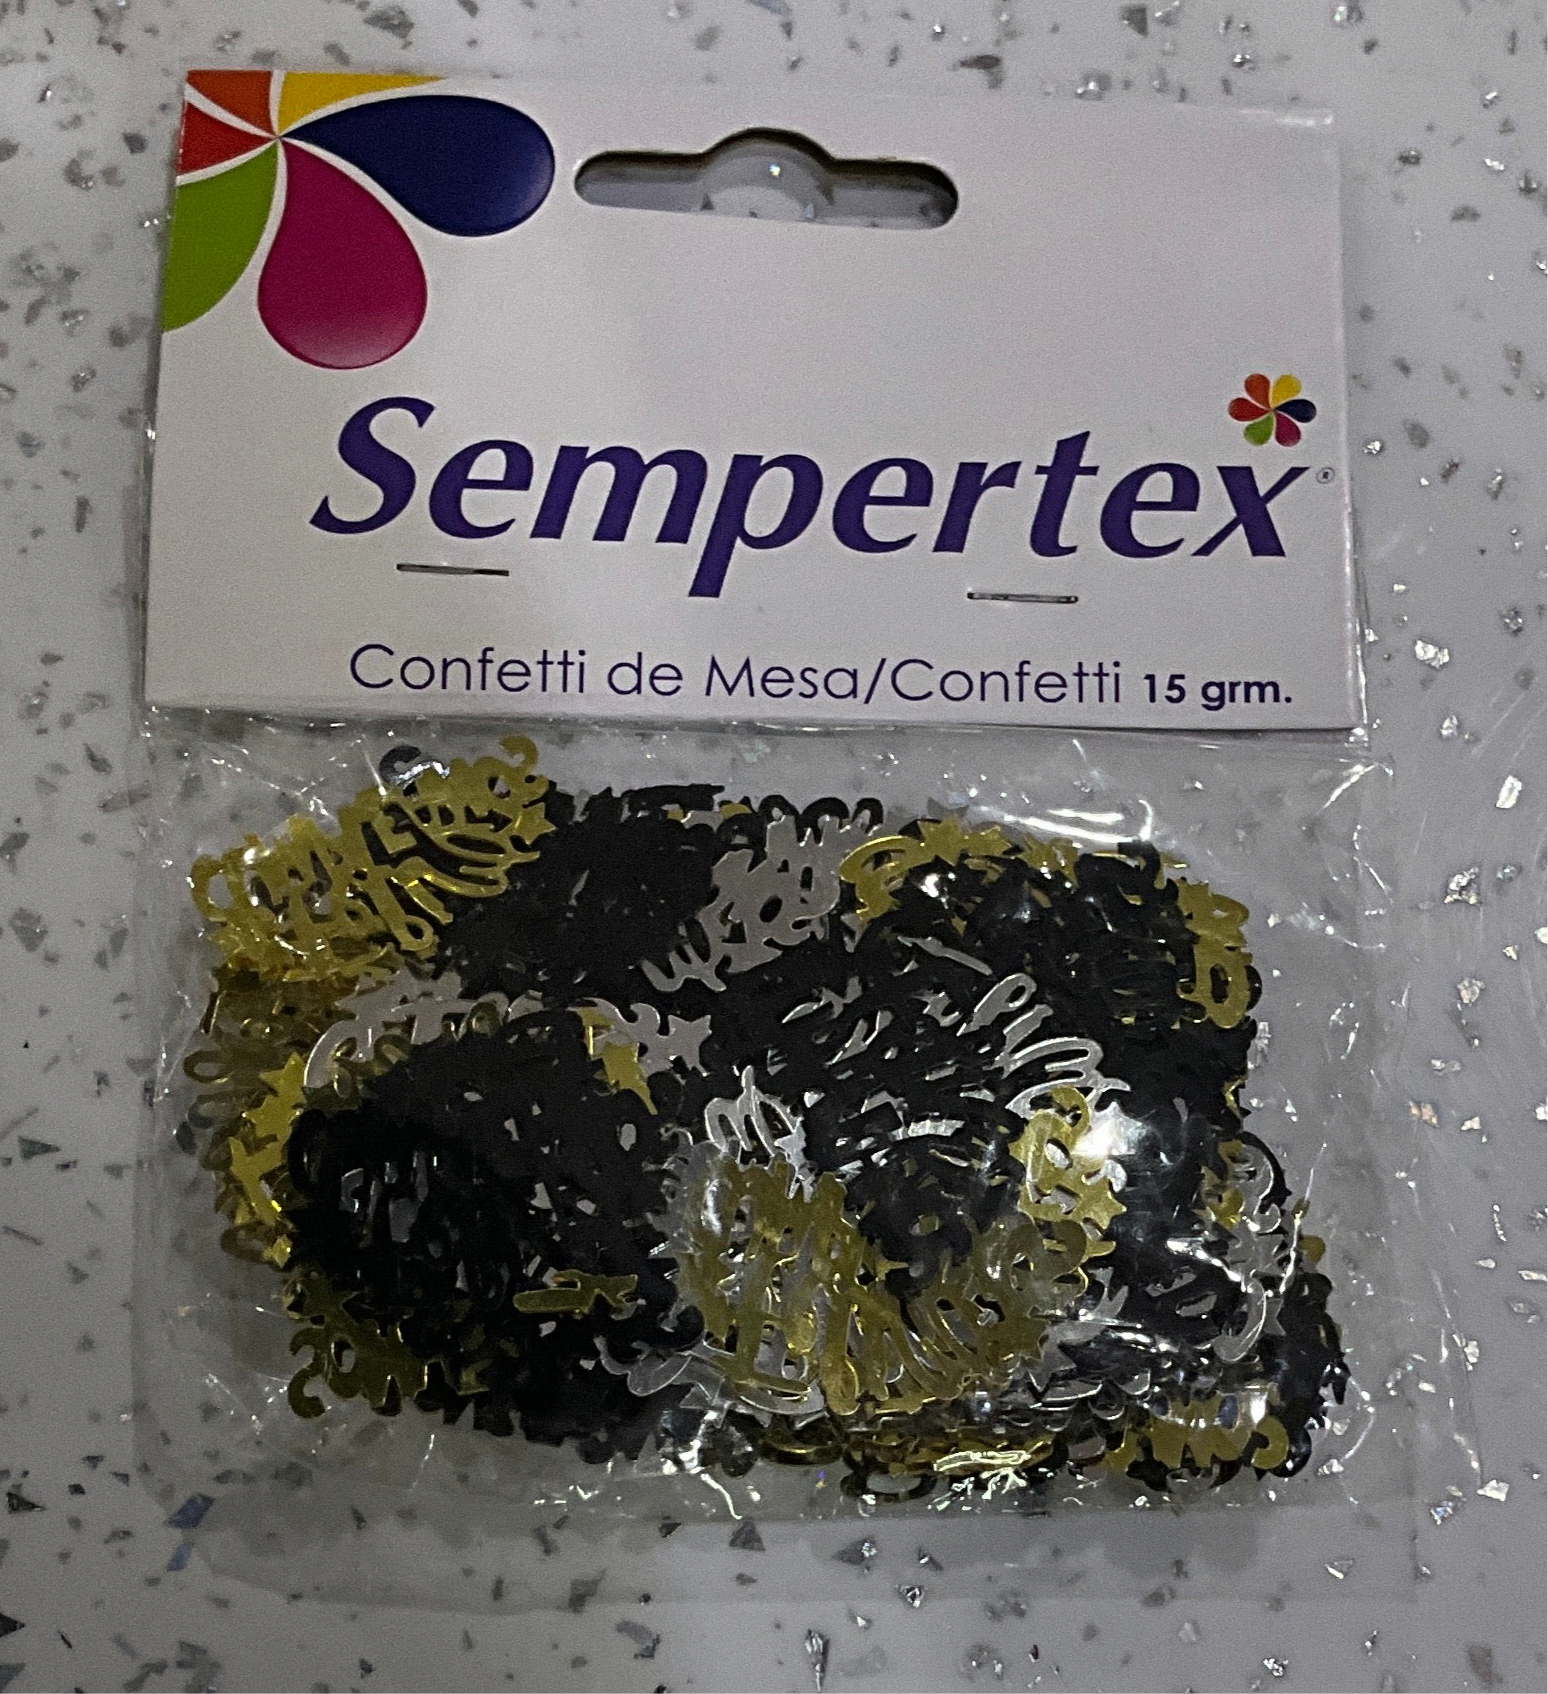 Sempertex®
Confetti de Mesa/Confetti 15 grm.